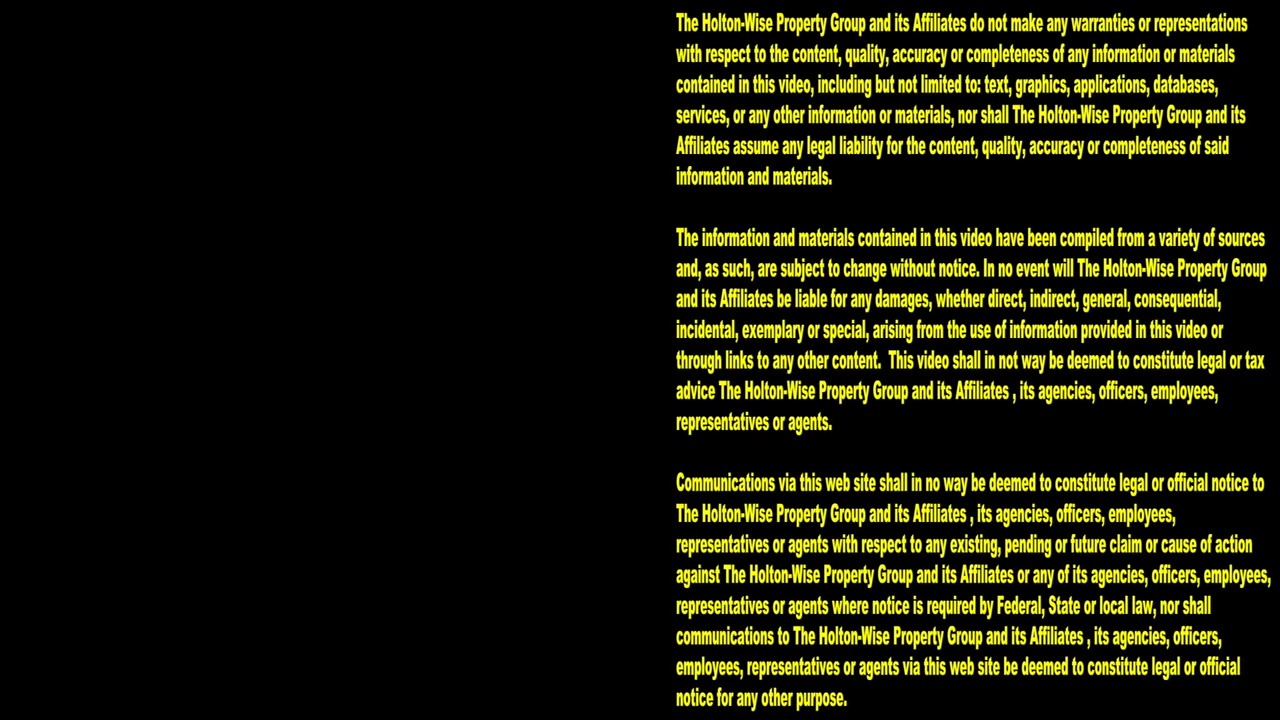 The Holton-Wise Property Group and its Affiliates do not make any warranties or representations
with respect to the content, quality, accuracy or completeness of any information or materials
contained in this video, including but not limited to: text, graphics, applications, databases,
services, or any other information or materials, nor shall The Holton-Wise Property Group and its
Affiliates assume any legal liability for the content, quality, accuracy or completeness of said
information and materials.
The information and materials contained in this video have been compiled from a variety of sources
and, as such, are subject to change without notice. In no event will The Holton-Wise Property Group
and its Affiliates be liable for any damages, whether direct, indirect, general, consequential,
incidental, exemplary or special, arising from the use of information provided in this video or
through links to any other content.  This video shall in not way be deemed to constitute legal or tax
advice The Holton-Wise Property Group and its Affiliates , its agencies, officers, employees,
representatives or agents.
Communications via this web site shall in no way be deemed to constitute legal or official notice to
The Holton-Wise Property Group and its Affiliates , its agencies, officers, employees,
representatives or agents with respect to any existing, pending or future claim or cause of action
against The Holton-Wise Property Group and its Affiliates or any of its agencies, officers, employees,
representatives or agents where notice is required by Federal, State or local law, nor shall
communications to The Holton-Wise Property Group and its Affiliates , its agencies, officers,
employees, representatives or agents via this web site be deemed to constitute legal or official
notice for any other purpose.